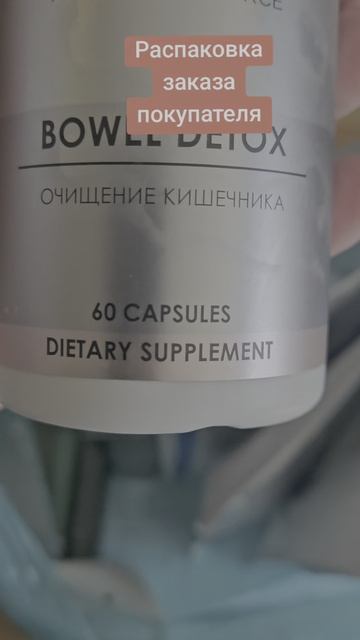 Распаковка
заказа
покупателя
BOWEL DETOX
ОЧИЩЕНИЕ КИШЕЧНИКА
60 CAPSULES
DIETARY SUPPLEMENT